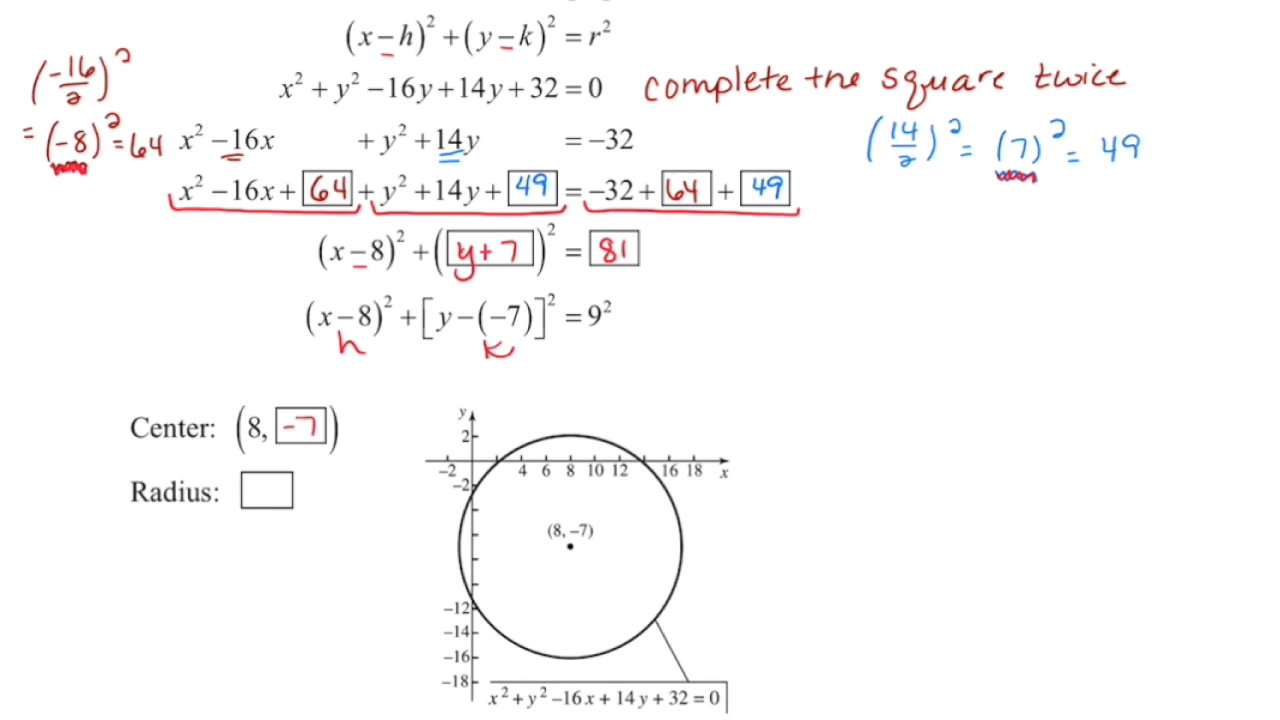 (x−h)² + (y−k)² = r²
(−16/2)²
x² + y² −16y+14y+32 = 0 complete the square twice
= (−8)² = 64 x² −16x + y² +14y = −32 (14/2)² = (7)² = 49
x² −16x + 64 + y² +14y + 49 = −32 + 64 + 49
(x−8)² + (y+7)² = 81
(x−8)² + [y−(−7)]² = 9²
h k
Center: (8, −7)
Radius:
y
2
−2 4 6 8 10 12 16 18 x
−2
(8, −7)
−12
−14
−16
−18
x² + y² −16x + 14y + 32 = 0